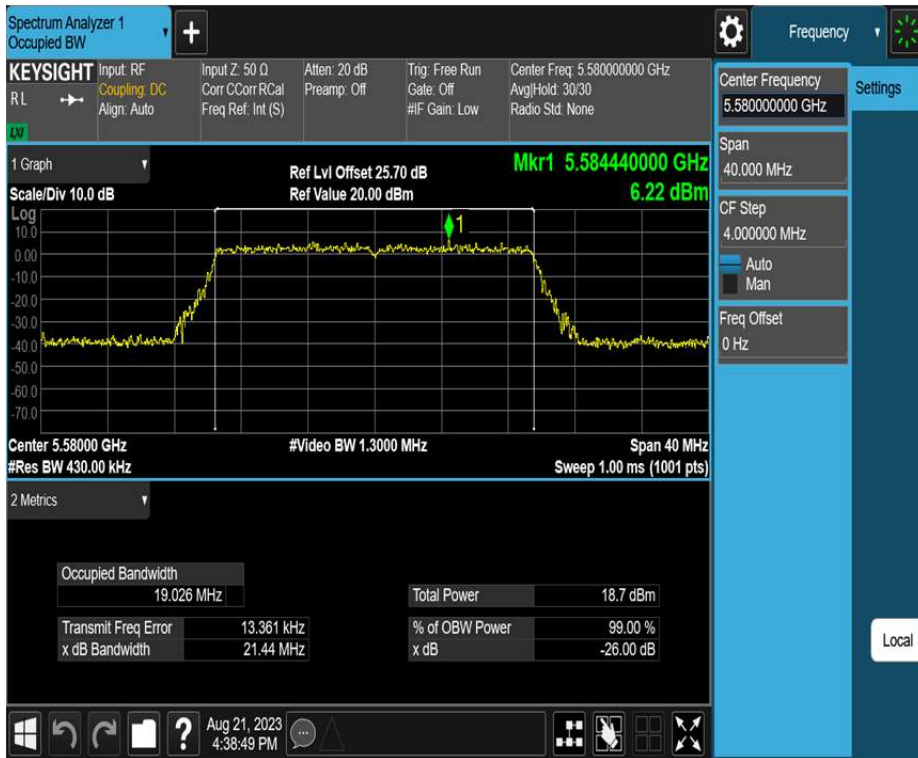 Spectrum Analyzer 1
Occupied BW
+
Frequency
KEYSIGHT
RL
LXI
Input: RF
Coupling: DC
Align: Auto
Input Z: 50 Ω
Corr CCorr RCal
Freq Ref: Int (S)
Atten: 20 dB
Preamp: Off
Trig: Free Run
Gate: Off
#IF Gain: Low
Center Freq: 5.580000000 GHz
Avg|Hold: 30/30
Radio Std: None
Center Frequency
5.580000000 GHz
Settings
Span
40.000 MHz
CF Step
4.000000 MHz
Auto
Man
Freq Offset
0 Hz
Local
1 Graph
Scale/Div 10.0 dB
Ref Lvl Offset 25.70 dB
Ref Value 20.00 dBm
Mkr1 5.584440000 GHz
6.22 dBm
Log
1
10.0
0.00
-10.0
-20.0
-30.0
-40.0
-50.0
-60.0
-70.0
Center 5.58000 GHz
#Video BW 1.3000 MHz
Span 40 MHz
#Res BW 430.00 kHz
Sweep 1.00 ms (1001 pts)
2 Metrics
Occupied Bandwidth
19.026 MHz
Total Power 18.7 dBm
Transmit Freq Error 13.361 kHz
% of OBW Power 99.00 %
x dB Bandwidth 21.44 MHz
x dB -26.00 dB
?
Aug 21, 2023
4:38:49 PM